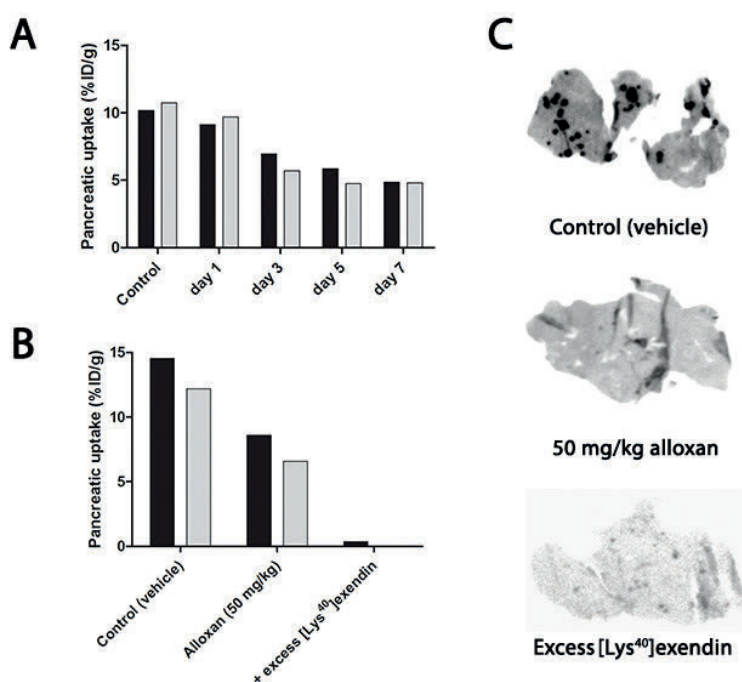 A
Pancreatic uptake (%ID/g)
15
10
5
0
Control
day 1
day 3
day 5
day 7
B
Pancreatic uptake (%ID/g)
15
10
5
0
Control (vehicle)
Alloxan (50 mg/kg)
+ excess [Lys⁴⁰]exendin
C
Control (vehicle)
50 mg/kg alloxan
Excess [Lys⁴⁰]exendin